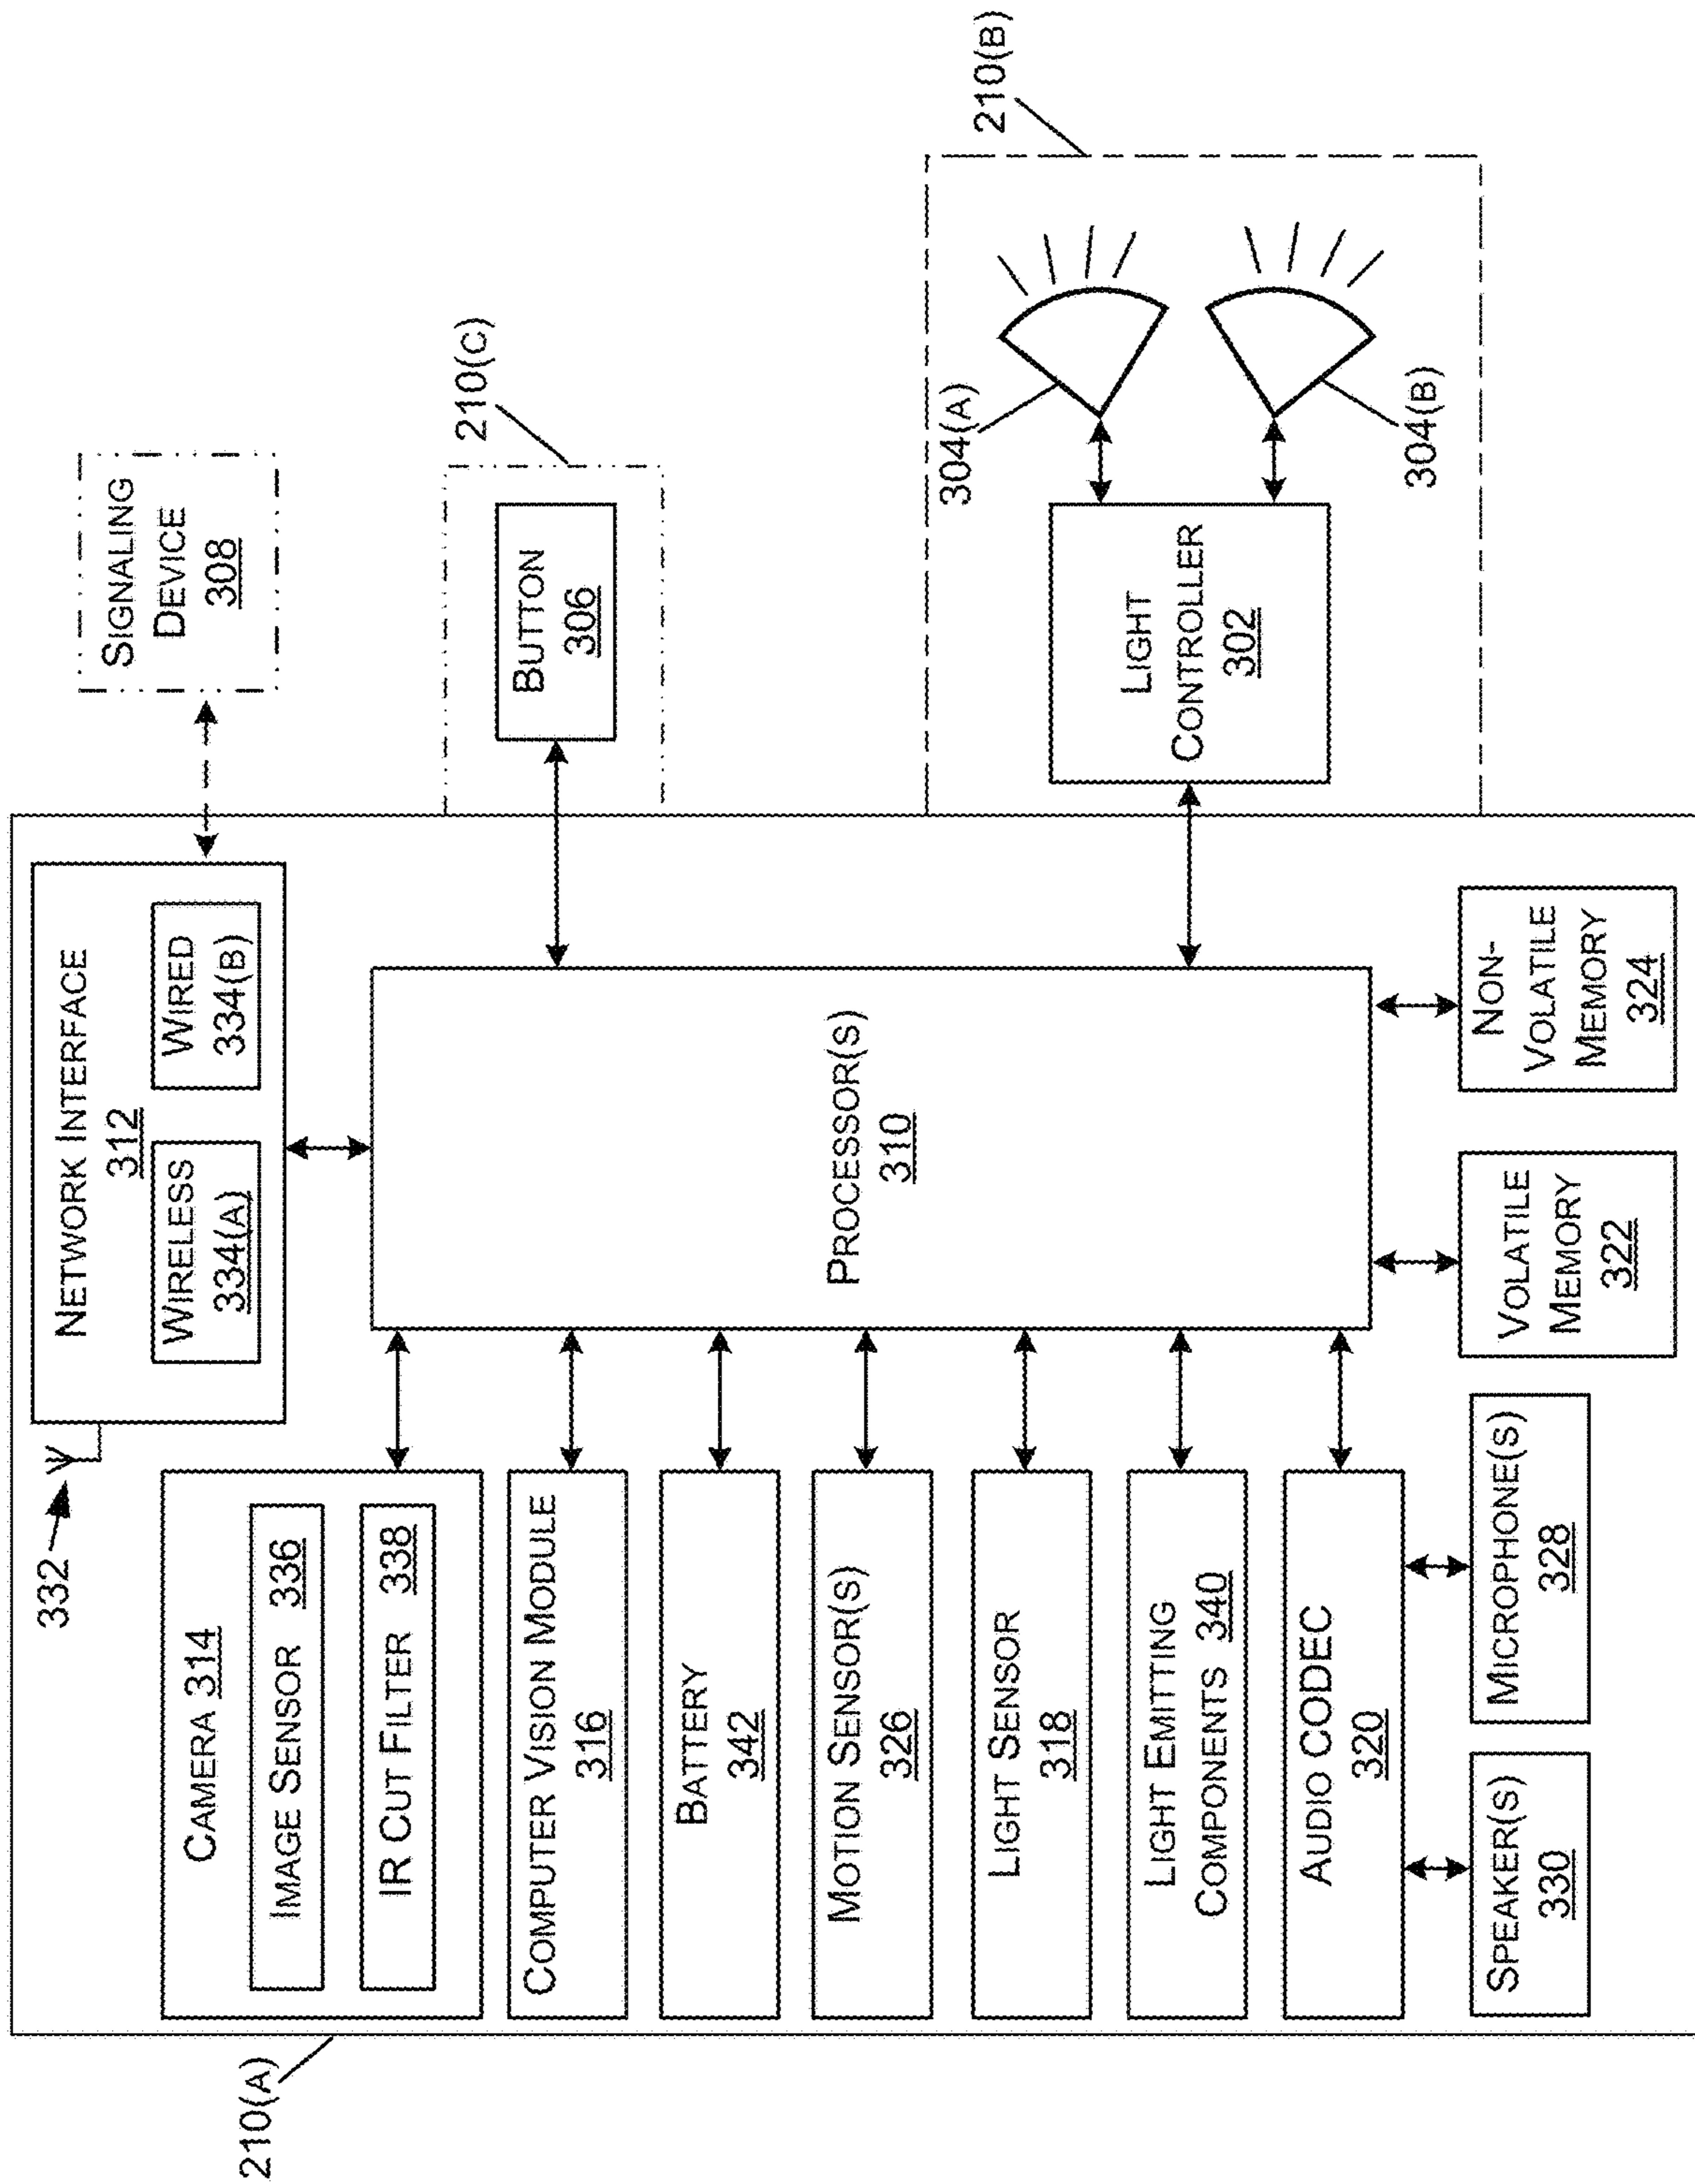 210(A)
332
NETWORK INTERFACE
312
WIRELESS
334(A)
WIRED
334(B)
SIGNALING
DEVICE
308
CAMERA 314
IMAGE SENSOR 336
IR CUT FILTER 338
COMPUTER VISION MODULE
316
BATTERY
342
MOTION SENSOR(S)
326
LIGHT SENSOR
318
LIGHT EMITTING
COMPONENTS 340
AUDIO CODEC
320
SPEAKER(S)
330
MICROPHONE(S)
328
PROCESSOR(S)
310
VOLATILE
MEMORY
322
NON-
VOLATILE
MEMORY
324
210(C)
BUTTON
306
210(B)
LIGHT
CONTROLLER
302
304(A)
304(B)